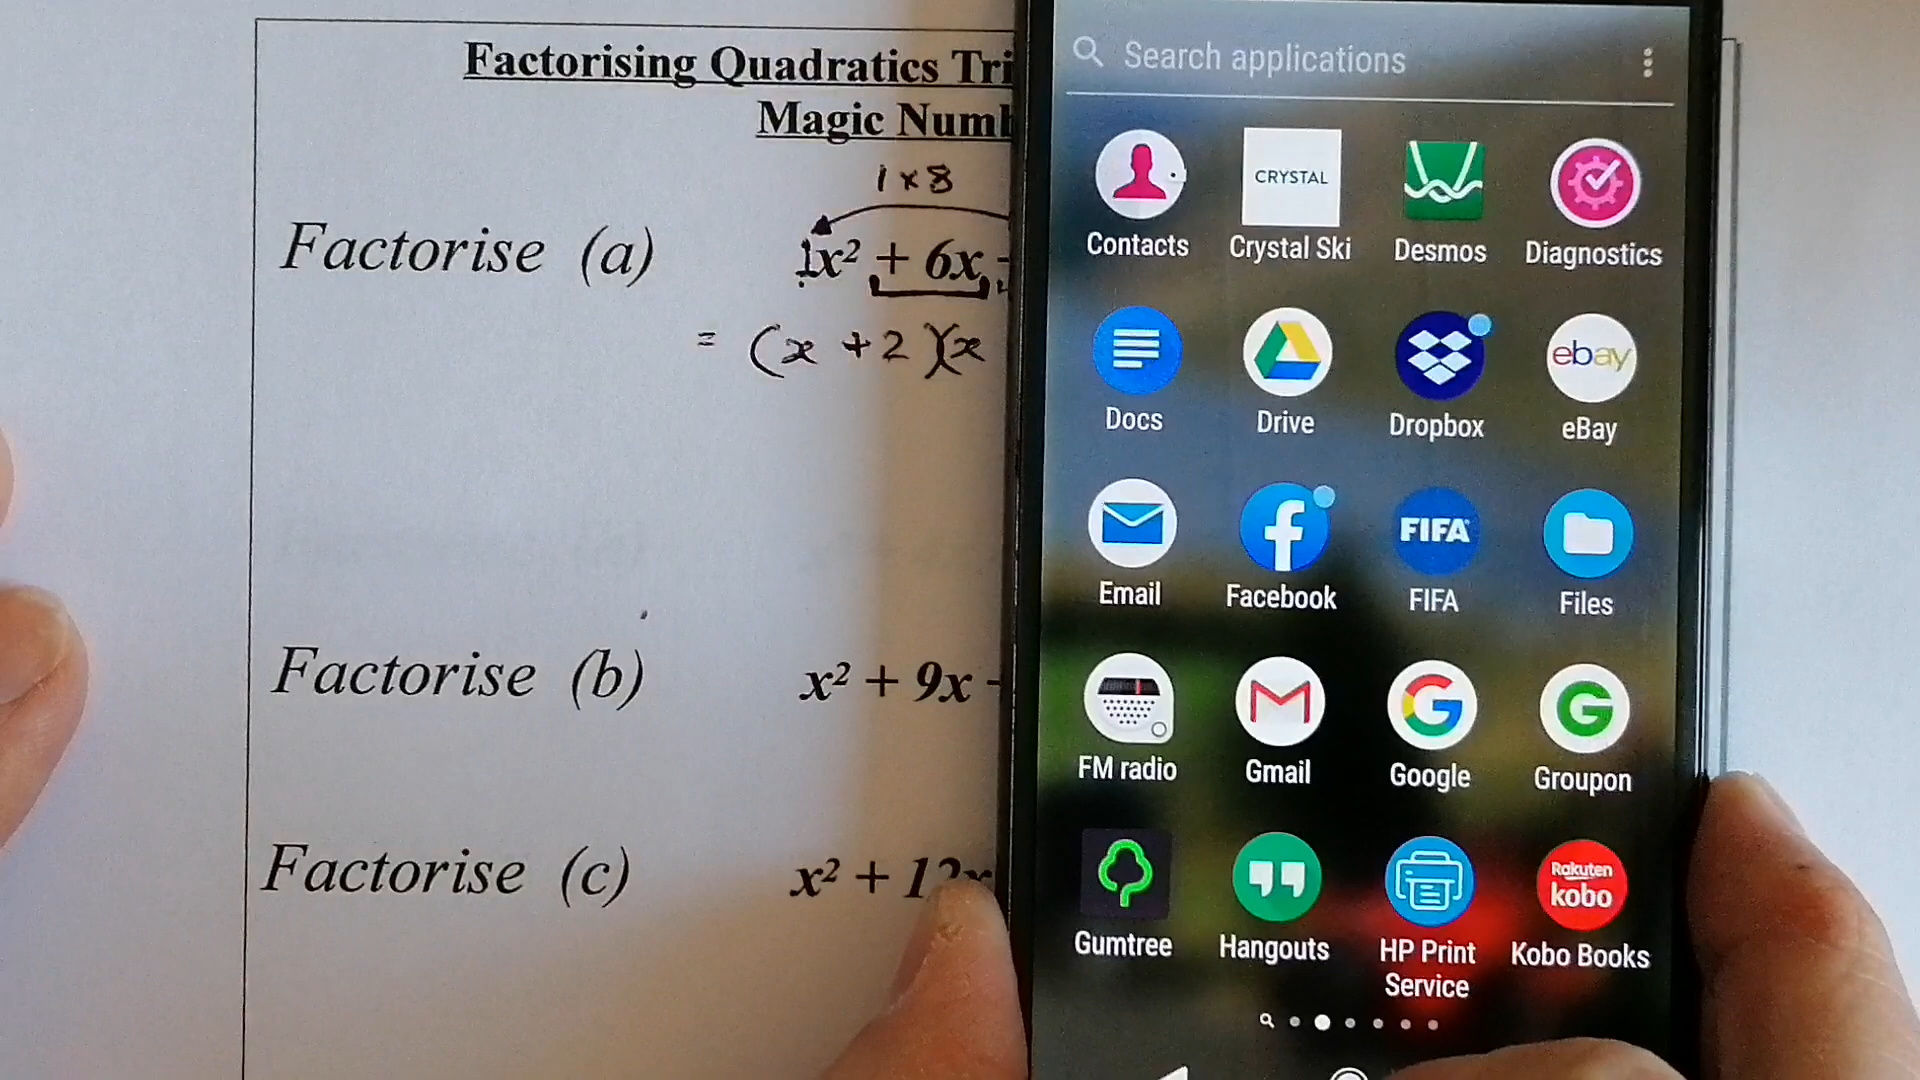 Factorising Quadratics Tri
Magic Num
1 x 8
Factorise (a) 1x² + 6x
= (x + 2)(x
Factorise (b) x² + 9x -
Factorise (c) x² + 12x
Search applications
CRYSTAL
Contacts Crystal Ski Desmos Diagnostics
ebay
Docs Drive Dropbox eBay
FIFA
Email Facebook FIFA Files
FM radio Gmail Google Groupon
Rakuten
kobo
Gumtree Hangouts HP Print Service Kobo Books